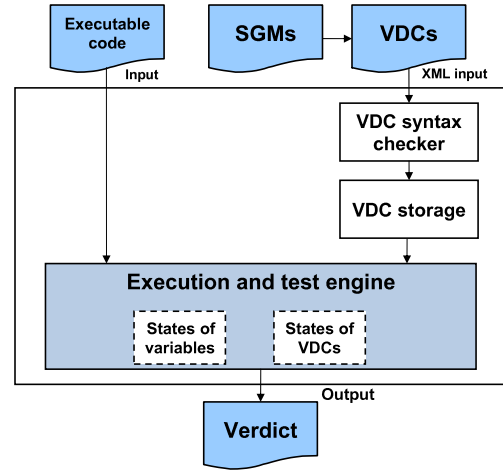 Executable
code
SGMs
VDCs
Input
XML input
VDC syntax
checker
VDC storage
Execution and test engine
States of
variables
States of
VDCs
Output
Verdict